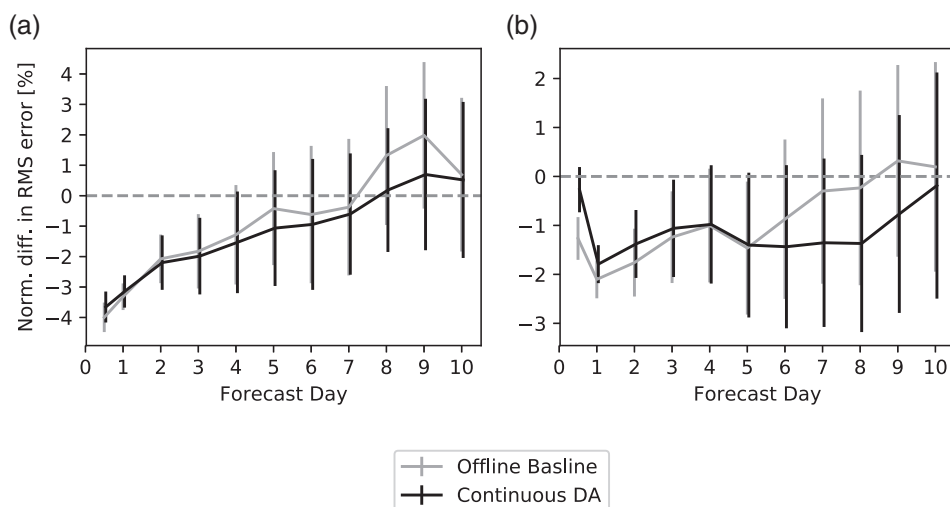 (a)
(b)
Norm. diff. in RMS error [%]
4
3
2
1
0
−1
−2
−3
−4
0 1 2 3 4 5 6 7 8 9 10
Forecast Day
2
1
0
−1
−2
−3
0 1 2 3 4 5 6 7 8 9 10
Forecast Day
Offline Basline
Continuous DA